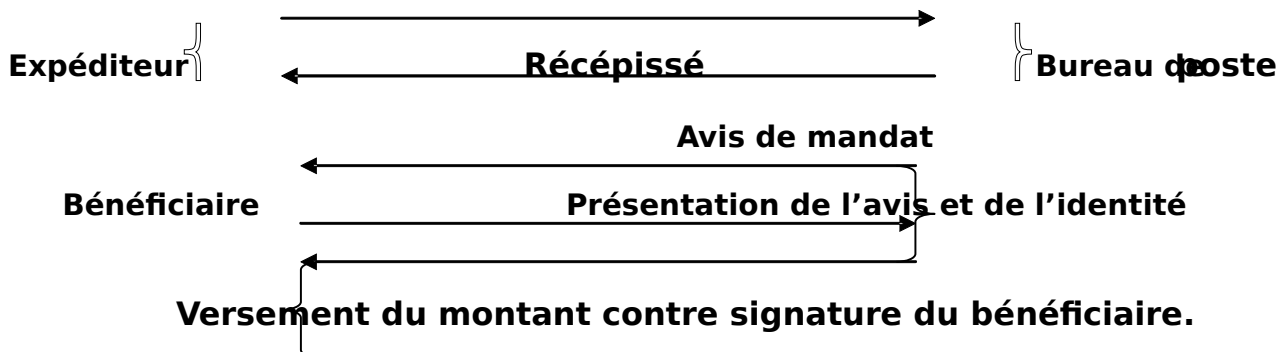 Expéditeur Récépissé Bureau de poste
Avis de mandat
Bénéficiaire Présentation de l’avis et de l’identité
Versement du montant contre signature du bénéficiaire.